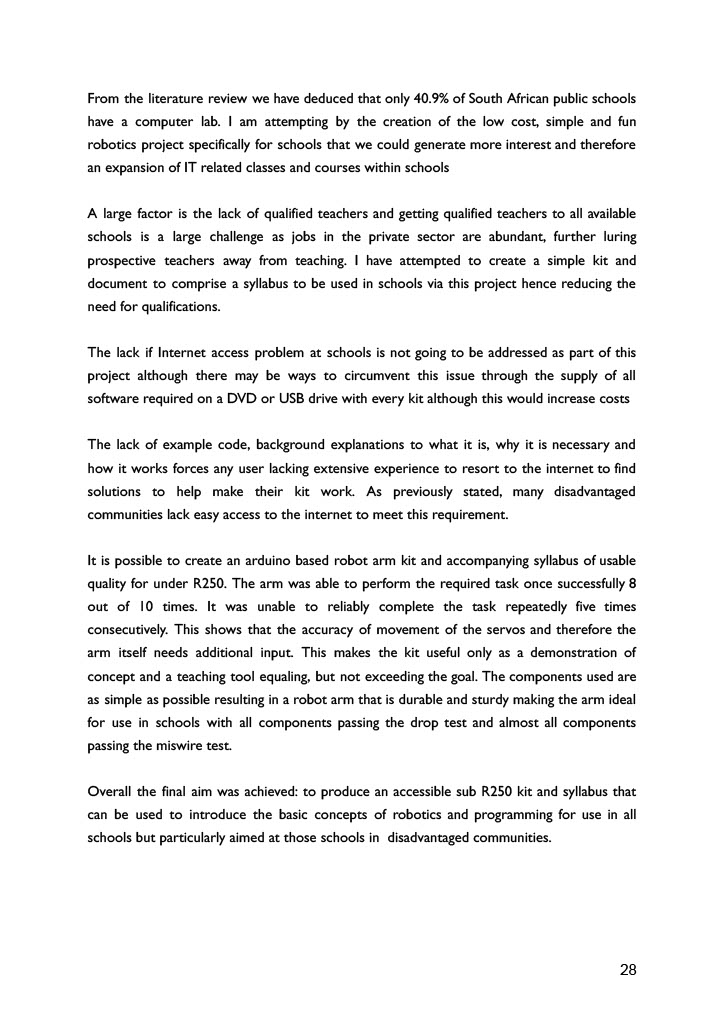 From the literature review we have deduced that only 40.9% of South African public schools
have a computer lab. I am attempting by the creation of the low cost, simple and fun
robotics project specifically for schools that we could generate more interest and therefore
an expansion of IT related classes and courses within schools
A large factor is the lack of qualified teachers and getting qualified teachers to all available
schools is a large challenge as jobs in the private sector are abundant, further luring
prospective teachers away from teaching. I have attempted to create a simple kit and
document to comprise a syllabus to be used in schools via this project hence reducing the
need for qualifications.
The lack if Internet access problem at schools is not going to be addressed as part of this
project although there may be ways to circumvent this issue through the supply of all
software required on a DVD or USB drive with every kit although this would increase costs
The lack of example code, background explanations to what it is, why it is necessary and
how it works forces any user lacking extensive experience to resort to the internet to find
solutions to help make their kit work. As previously stated, many disadvantaged
communities lack easy access to the internet to meet this requirement.
It is possible to create an arduino based robot arm kit and accompanying syllabus of usable
quality for under R250. The arm was able to perform the required task once successfully 8
out of 10 times. It was unable to reliably complete the task repeatedly five times
consecutively. This shows that the accuracy of movement of the servos and therefore the
arm itself needs additional input. This makes the kit useful only as a demonstration of
concept and a teaching tool equaling, but not exceeding the goal. The components used are
as simple as possible resulting in a robot arm that is durable and sturdy making the arm ideal
for use in schools with all components passing the drop test and almost all components
passing the miswire test.
Overall the final aim was achieved: to produce an accessible sub R250 kit and syllabus that
can be used to introduce the basic concepts of robotics and programming for use in all
schools but particularly aimed at those schools in  disadvantaged communities.
28